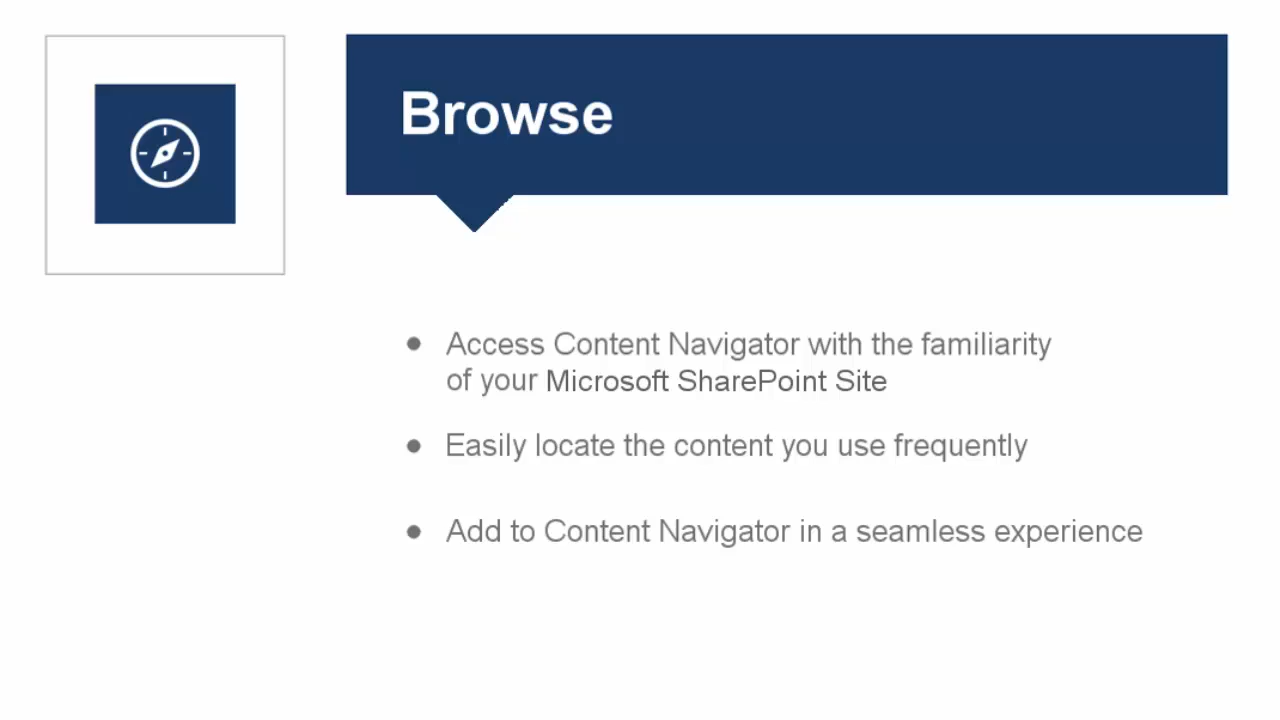 Browse
● Access Content Navigator with the familiarity
of your Microsoft SharePoint Site
● Easily locate the content you use frequently
● Add to Content Navigator in a seamless experience